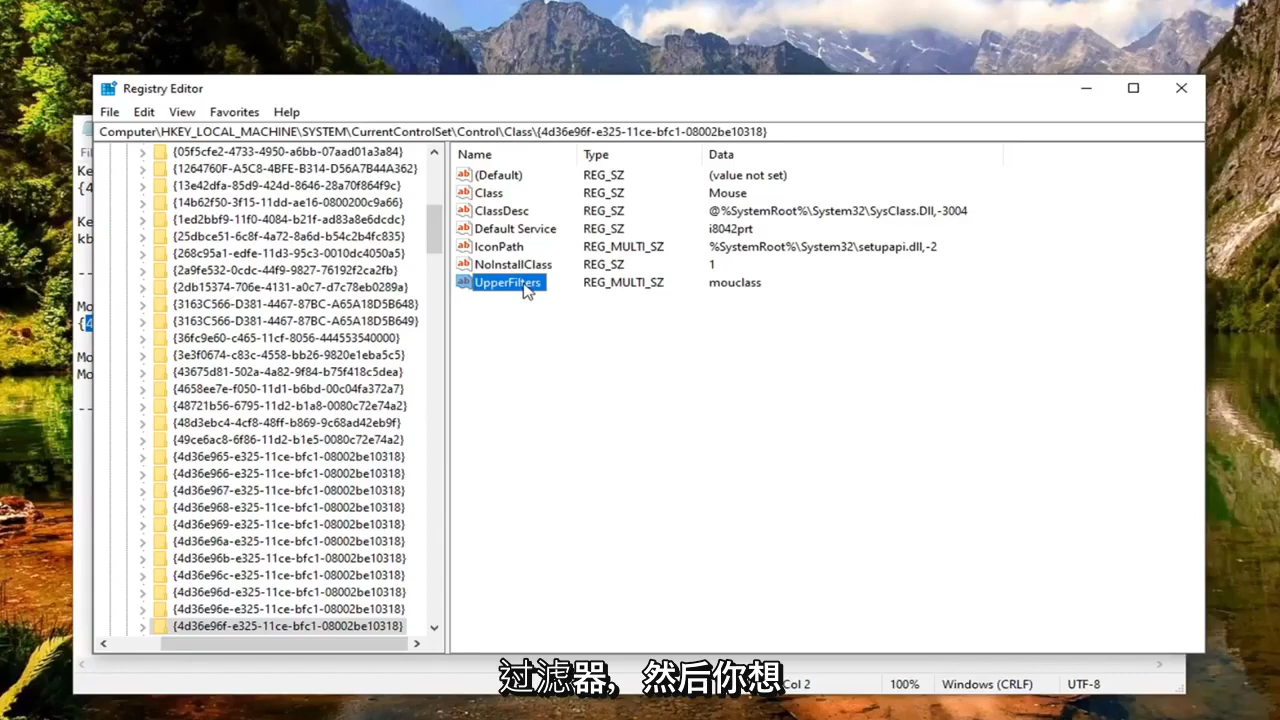 Registry Editor
File Edit View Favorites Help
Computer\HKEY_LOCAL_MACHINE\SYSTEM\CurrentControlSet\Control\Class\{4d36e96f-e325-11ce-bfc1-08002be10318}
{05f5cfe2-4733-4950-a6bb-07aad01a3a84}
{1264760F-A5C8-4BFE-B314-D56A7B44A362}
{13e42dfa-85d9-424d-8646-28a70f864f9c}
{14b62f50-3f15-11dd-ae16-0800200c9a66}
{1ed2bbf9-11f0-4084-b21f-ad83a8e6dcdc}
{25dbce51-6c8f-4a72-8a6d-b54c2b4fc835}
{268c95a1-edfe-11d3-95c3-0010dc4050a5}
{2a9fe532-0cdc-44f9-9827-76192f2ca2fb}
{2db15374-706e-4131-a0c7-d7c78eb0289a}
{3163C566-D381-4467-87BC-A65A18D5B648}
{3163C566-D381-4467-87BC-A65A18D5B649}
{36fc9e60-c465-11cf-8056-444553540000}
{3e3f0674-c83c-4558-bb26-9820e1eba5c5}
{43675d81-502a-4a82-9f84-b75f418c5dea}
{4658ee7e-f050-11d1-b6bd-00c04fa372a7}
{48721b56-6795-11d2-b1a8-0080c72e74a2}
{48d3ebc4-4cf8-48ff-b869-9c68ad42eb9f}
{49ce6ac8-6f86-11d2-b1e5-0080c72e74a2}
{4d36e965-e325-11ce-bfc1-08002be10318}
{4d36e966-e325-11ce-bfc1-08002be10318}
{4d36e967-e325-11ce-bfc1-08002be10318}
{4d36e968-e325-11ce-bfc1-08002be10318}
{4d36e969-e325-11ce-bfc1-08002be10318}
{4d36e96a-e325-11ce-bfc1-08002be10318}
{4d36e96b-e325-11ce-bfc1-08002be10318}
{4d36e96c-e325-11ce-bfc1-08002be10318}
{4d36e96d-e325-11ce-bfc1-08002be10318}
{4d36e96e-e325-11ce-bfc1-08002be10318}
{4d36e96f-e325-11ce-bfc1-08002be10318}
Name Type Data
(Default) REG_SZ (value not set)
Class REG_SZ Mouse
ClassDesc REG_SZ @%SystemRoot%\System32\SysClass.Dll,-3004
Default Service REG_SZ i8042prt
IconPath REG_MULTI_SZ %SystemRoot%\System32\setupapi.dll,-2
NoInstallClass REG_SZ 1
UpperFilters REG_MULTI_SZ mouclass
Fil
Ke
{4
Ke
kb
--
Mo
{4
Mo
Mo
--
Col 2 100% Windows (CRLF) UTF-8
过滤器，然后你想